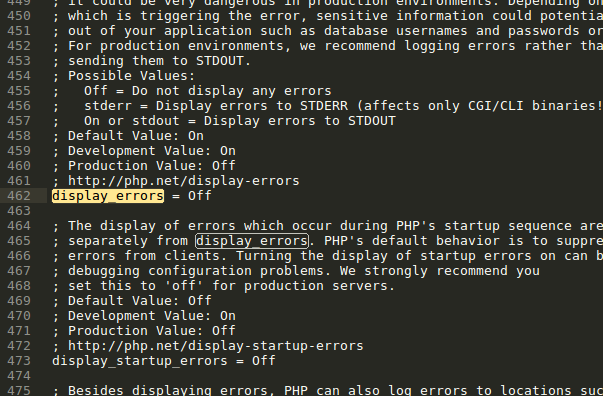 449 ; it could be very dangerous in production environments. Depending on
450 ; which is triggering the error, sensitive information could potentia
451 ; out of your application such as database usernames and passwords or
452 ; For production environments, we recommend logging errors rather tha
453 ; sending them to STDOUT.
454 ; Possible Values:
455 ;   Off = Do not display any errors
456 ;   stderr = Display errors to STDERR (affects only CGI/CLI binaries!
457 ;   On or stdout = Display errors to STDOUT
458 ; Default Value: On
459 ; Development Value: On
460 ; Production Value: Off
461 ; http://php.net/display-errors
462 display_errors = Off
463
464 ; The display of errors which occur during PHP's startup sequence are
465 ; separately from display_errors. PHP's default behavior is to suppre
466 ; errors from clients. Turning the display of startup errors on can b
467 ; debugging configuration problems. We strongly recommend you
468 ; set this to 'off' for production servers.
469 ; Default Value: Off
470 ; Development Value: On
471 ; Production Value: Off
472 ; http://php.net/display-startup-errors
473 display_startup_errors = Off
474
475 ; Besides displaying errors, PHP can also log errors to locations suc